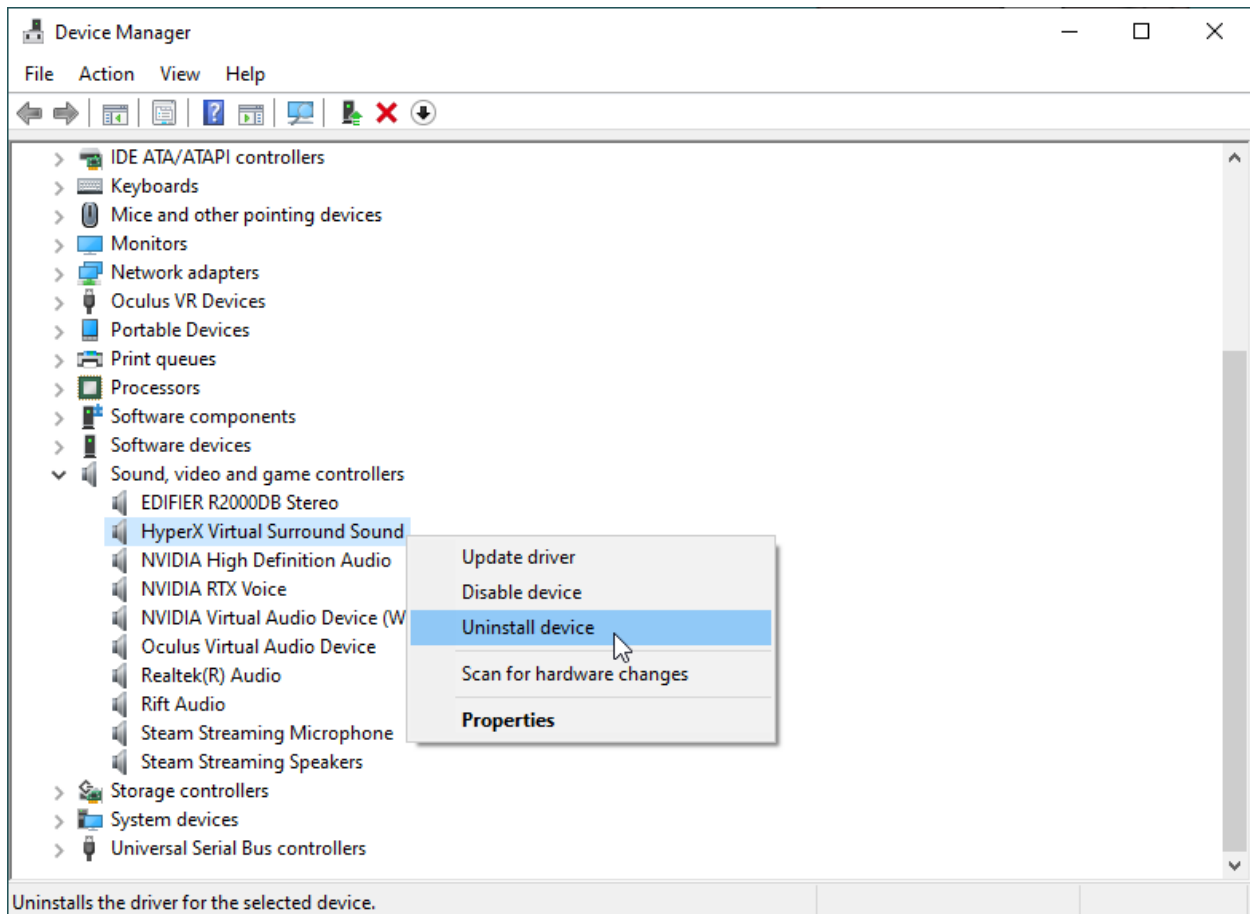 Device Manager
File Action View Help
IDE ATA/ATAPI controllers
Keyboards
Mice and other pointing devices
Monitors
Network adapters
Oculus VR Devices
Portable Devices
Print queues
Processors
Software components
Software devices
Sound, video and game controllers
EDIFIER R2000DB Stereo
HyperX Virtual Surround Sound
NVIDIA High Definition Audio
NVIDIA RTX Voice
NVIDIA Virtual Audio Device (W
Oculus Virtual Audio Device
Realtek(R) Audio
Rift Audio
Steam Streaming Microphone
Steam Streaming Speakers
Storage controllers
System devices
Universal Serial Bus controllers
Update driver
Disable device
Uninstall device
Scan for hardware changes
Properties
Uninstalls the driver for the selected device.